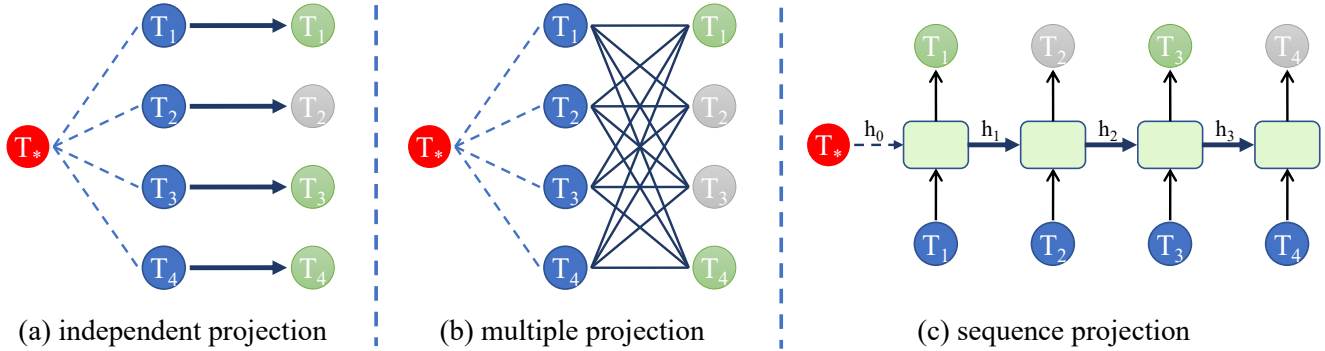 T₁ T₁
T₂ T₂
T*
T₃ T₃
T₄ T₄
(a) independent projection
T₁ T₁
T₂ T₂
T*
T₃ T₃
T₄ T₄
(b) multiple projection
T₁ T₂ T₃ T₄
T* h₀ h₁ h₂ h₃
T₁ T₂ T₃ T₄
(c) sequence projection